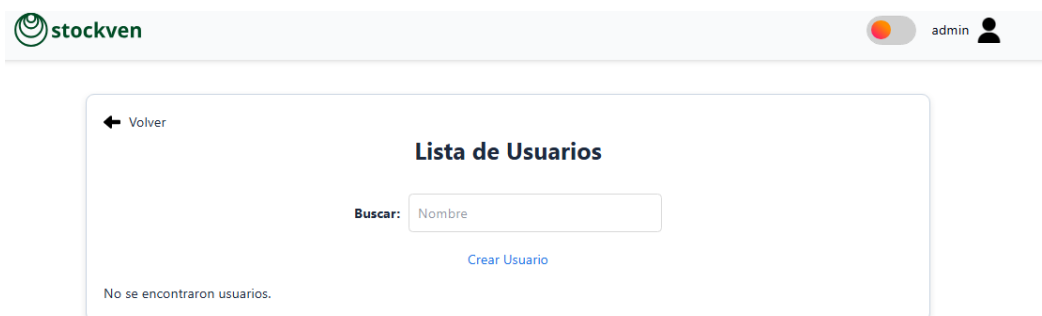 stockven
admin
Volver
Lista de Usuarios
Buscar: Nombre
Crear Usuario
No se encontraron usuarios.